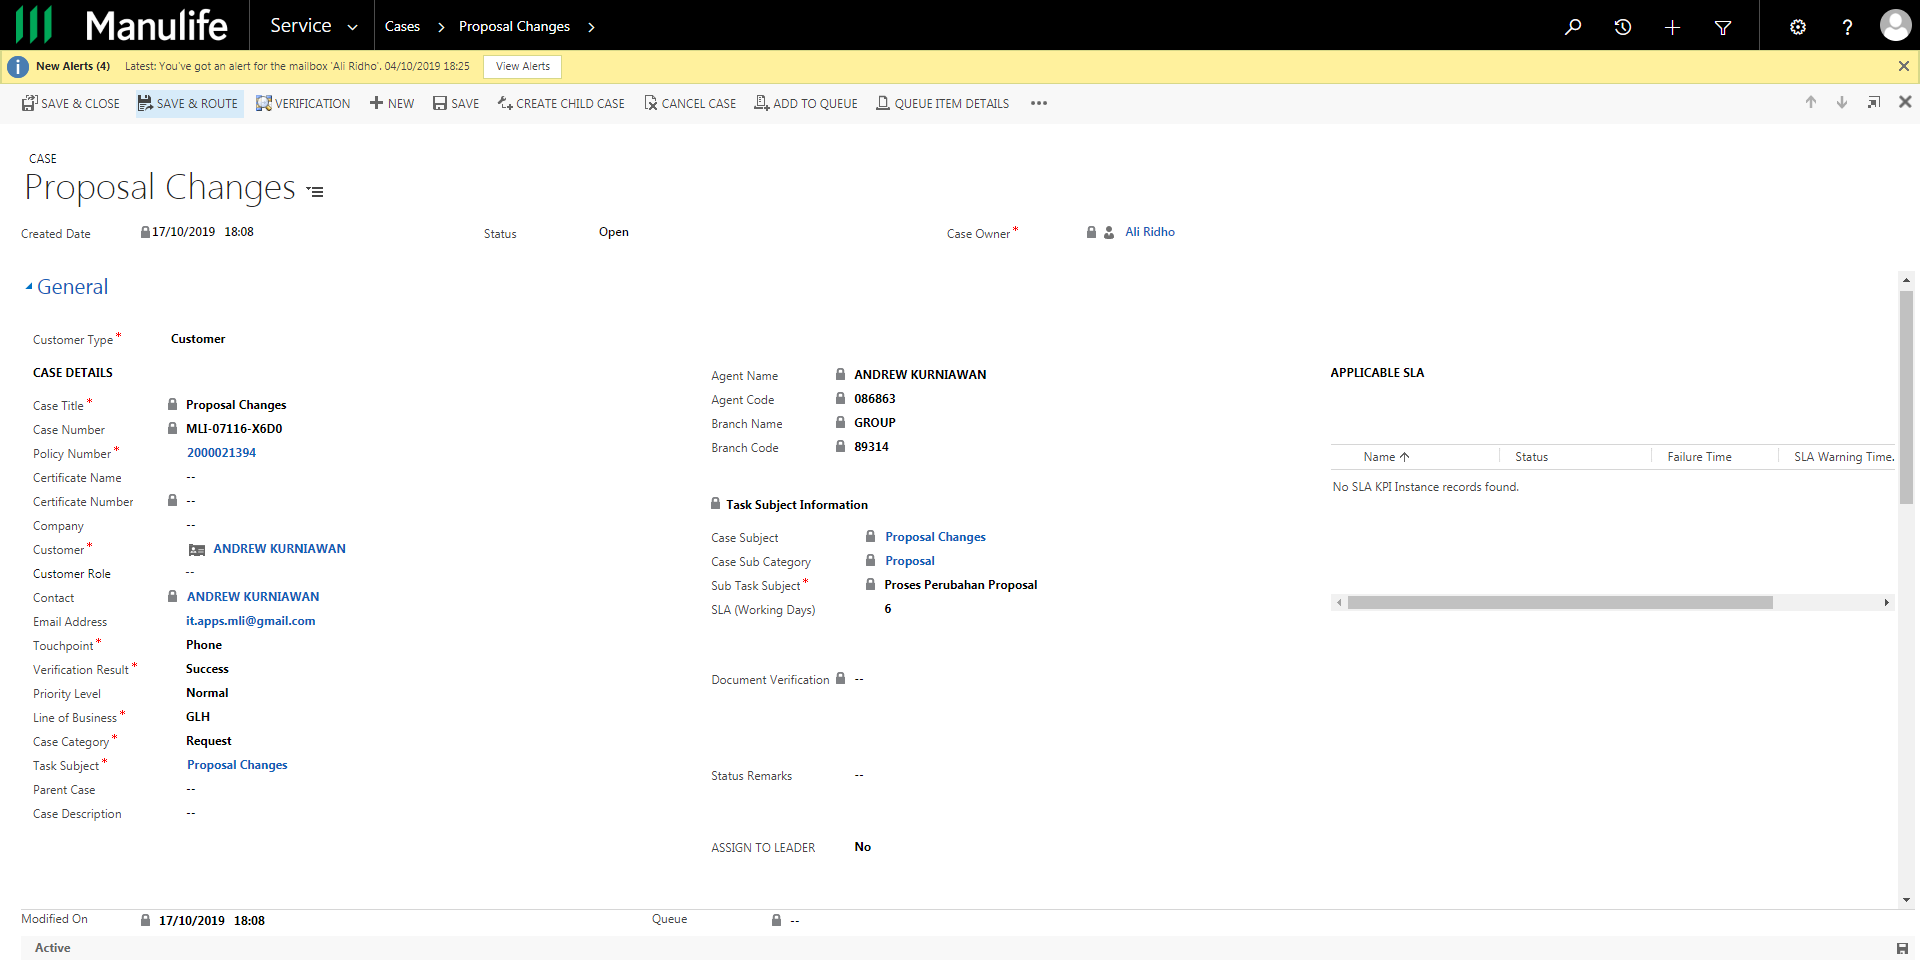 Manulife Service Cases Proposal Changes
New Alerts (4) Latest: You've got an alert for the mailbox 'Ali Ridho'. 04/10/2019 18:25 View Alerts
SAVE & CLOSE SAVE & ROUTE VERIFICATION NEW SAVE CREATE CHILD CASE CANCEL CASE ADD TO QUEUE QUEUE ITEM DETAILS
CASE
Proposal Changes
Created Date 17/10/2019 18:08 Status Open Case Owner* Ali Ridho
General
Customer Type* Customer
CASE DETAILS
Case Title* Proposal Changes
Case Number MLI-07116-X6D0
Policy Number* 2000021394
Certificate Name --
Certificate Number --
Company --
Customer* ANDREW KURNIAWAN
Customer Role --
Contact ANDREW KURNIAWAN
Email Address it.apps.mli@gmail.com
Touchpoint* Phone
Verification Result* Success
Priority Level Normal
Line of Business* GLH
Case Category* Request
Task Subject* Proposal Changes
Parent Case --
Case Description --
Agent Name ANDREW KURNIAWAN
Agent Code 086863
Branch Name GROUP
Branch Code 89314
Task Subject Information
Case Subject Proposal Changes
Case Sub Category Proposal
Sub Task Subject* Proses Perubahan Proposal
SLA (Working Days) 6
Document Verification --
Status Remarks --
ASSIGN TO LEADER No
APPLICABLE SLA
Name Status Failure Time SLA Warning Time.
No SLA KPI Instance records found.
Modified On 17/10/2019 18:08 Queue --
Active